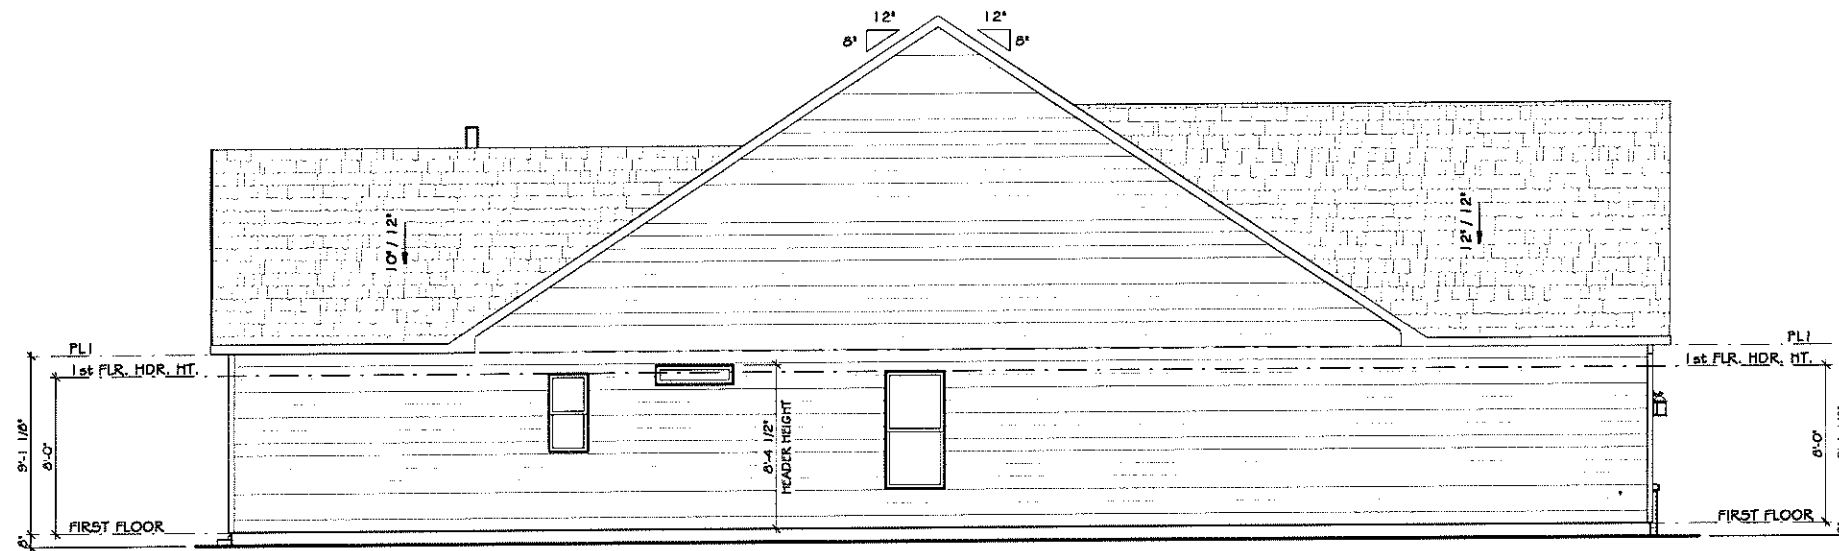 12"
12"
8"
8"
10" / 12"
12" / 12"
PL1
PL1
1st FLR. HDR. HT.
1st FLR. HDR. HT.
9'-1 1/8"
8'-0"
8'-4 1/2"
HEADER HEIGHT
8'-0"
FIRST FLOOR
FIRST FLOOR
8"